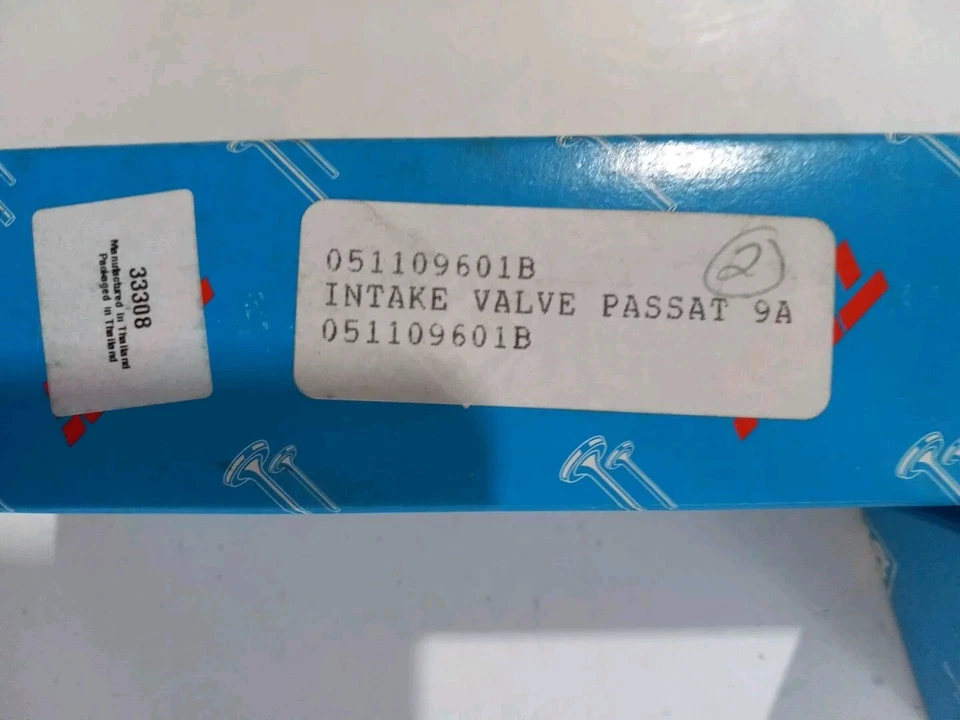 33308
Manufactured in Thailand
Packaged in Thailand
051109601B
2
INTAKE VALVE PASSAT 9A
051109601B